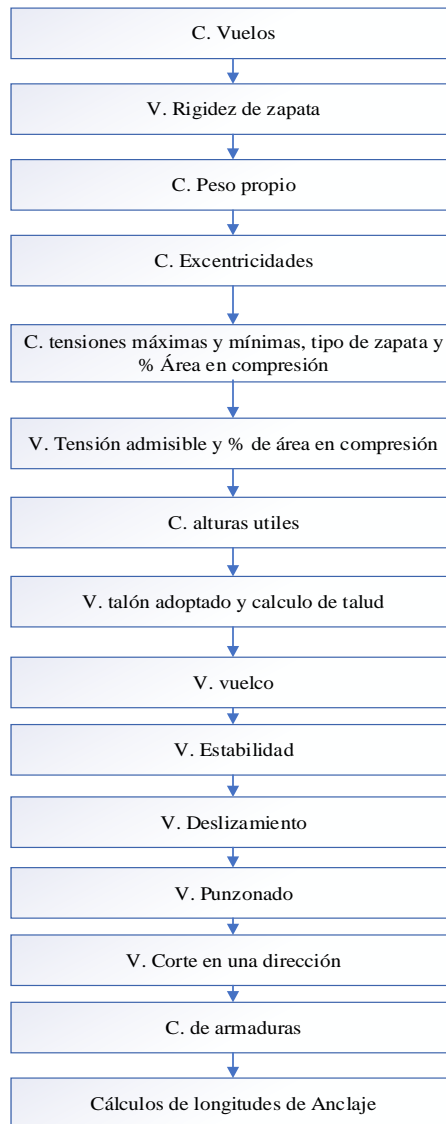 C. Vuelos
V. Rigidez de zapata
C. Peso propio
C. Excentricidades
C. tensiones máximas y mínimas, tipo de zapata y
% Área en compresión
V. Tensión admisible y % de área en compresión
C. alturas utiles
V. talón adoptado y calculo de talud
V. vuelco
V. Estabilidad
V. Deslizamiento
V. Punzonado
V. Corte en una dirección
C. de armaduras
Cálculos de longitudes de Anclaje